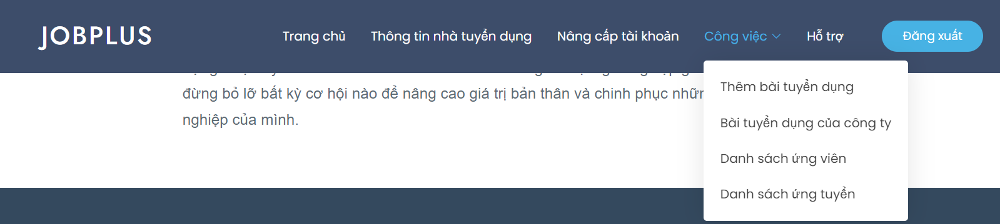 JOBPLUS
Trang chủ
Thông tin nhà tuyển dụng
Nâng cấp tài khoản
Công việc
Hỗ trợ
Đăng xuất
Thêm bài tuyển dụng
Bài tuyển dụng của công ty
Danh sách ứng viên
Danh sách ứng tuyển
đừng bỏ lỡ bất kỳ cơ hội nào để nâng cao giá trị bản thân và chinh phục
nghiệp của mình.